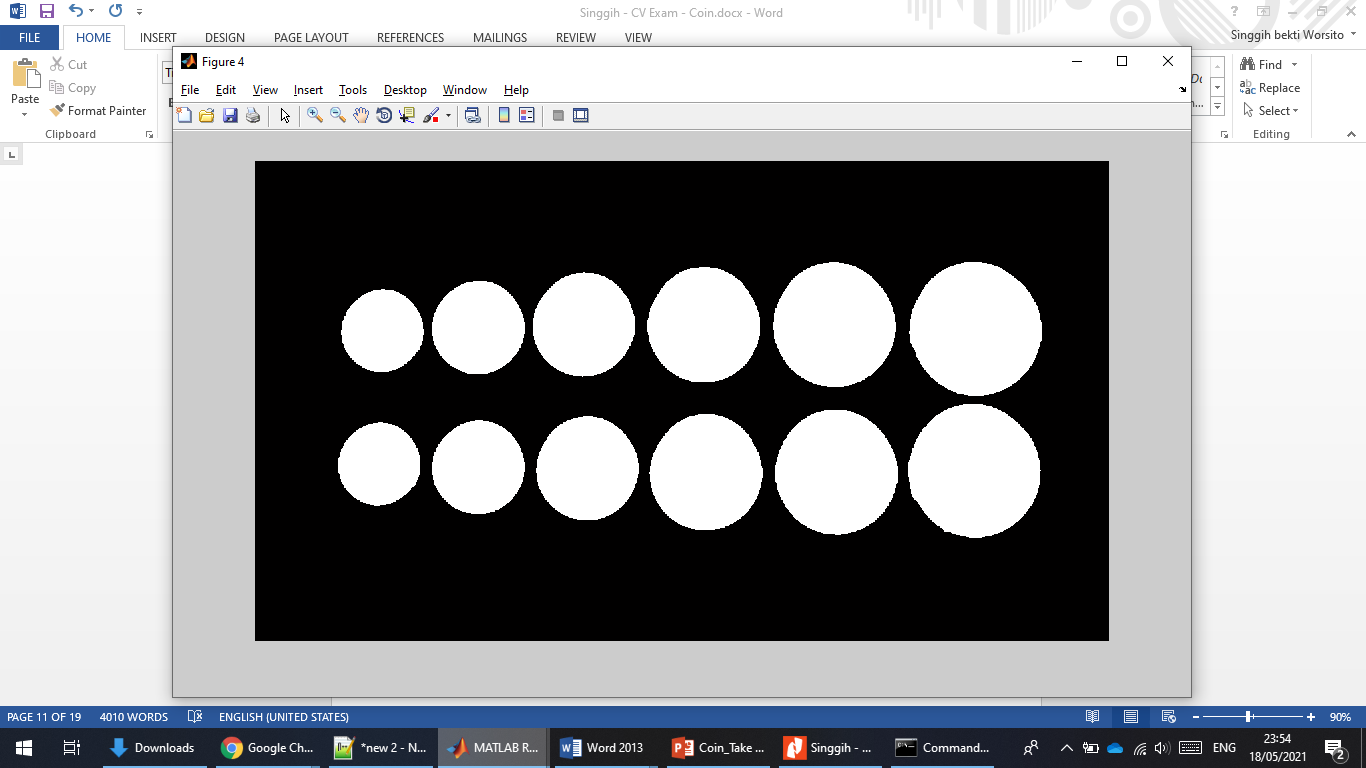 Singgih - CV Exam - Coin.docx - Word
FILE HOME INSERT DESIGN PAGE LAYOUT REFERENCES MAILINGS REVIEW VIEW Singgih bekti Worsito
Cut
Copy
Format Painter
Paste
Clipboard
Find
Replace
Select
Editing
Figure 4
File Edit View Insert Tools Desktop Window Help
PAGE 11 OF 19 4010 WORDS ENGLISH (UNITED STATES) 90%
Downloads Google Ch... *new 2 - N... MATLAB R... Word 2013 Coin_Take ... Singgih - ... Command... ENG 23:54
18/05/2021 2